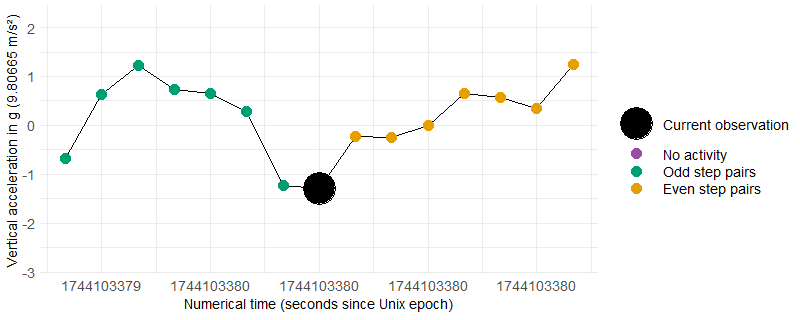 Vertical acceleration in g (9.80665 m/s²)
2
1
0
-1
-2
-3
1744103379 1744103380 1744103380 1744103380 1744103380
Numerical time (seconds since Unix epoch)
Current observation
No activity
Odd step pairs
Even step pairs